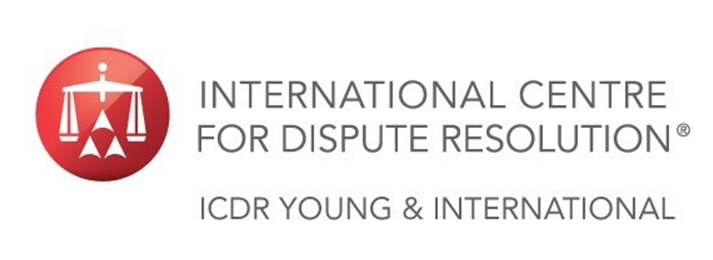 INTERNATIONAL CENTRE
FOR DISPUTE RESOLUTION®
ICDR YOUNG & INTERNATIONAL